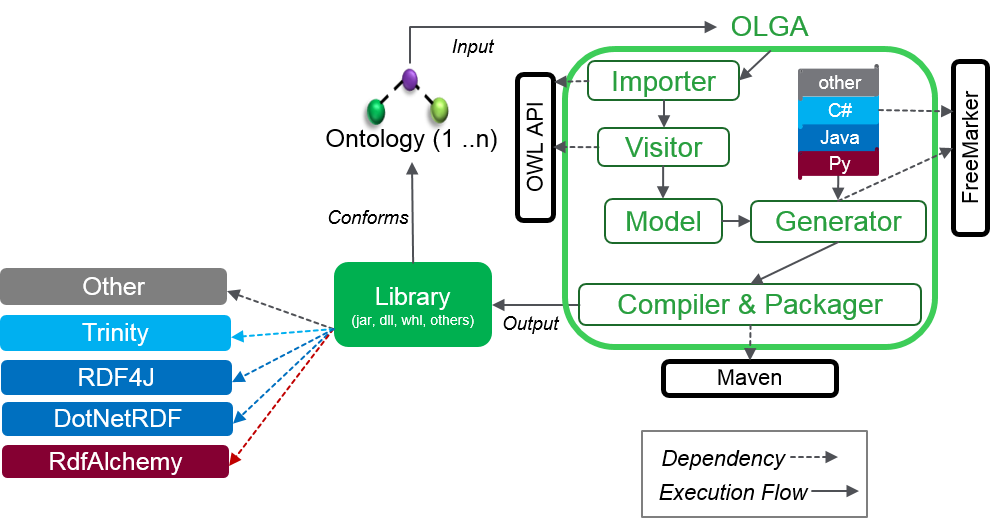 OLGA
Input
Importer
other
C#
Java
Py
OWL API
FreeMarker
Ontology (1 ..n)
Visitor
Conforms
Model
Generator
Other
Library
(jar, dll, whl, others)
Compiler & Packager
Output
Trinity
RDF4J
Maven
DotNetRDF
RdfAlchemy
Dependency
Execution Flow